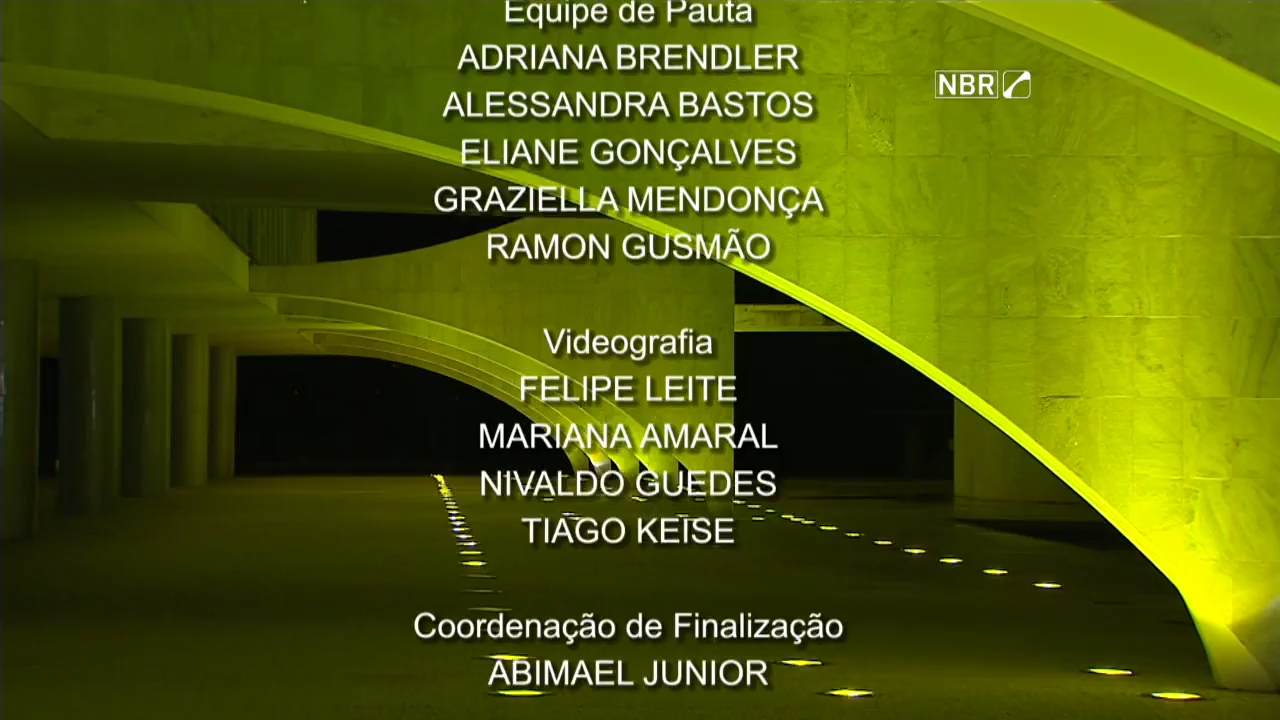 Equipe de Pauta
ADRIANA BRENDLER
NBR
ALESSANDRA BASTOS
ELIANE GONÇALVES
GRAZIELLA MENDONÇA
RAMON GUSMÃO
Videografia
FELIPE LEITE
MARIANA AMARAL
NIVALDO GUEDES
TIAGO KEISE
Coordenação de Finalização
ABIMAEL JUNIOR